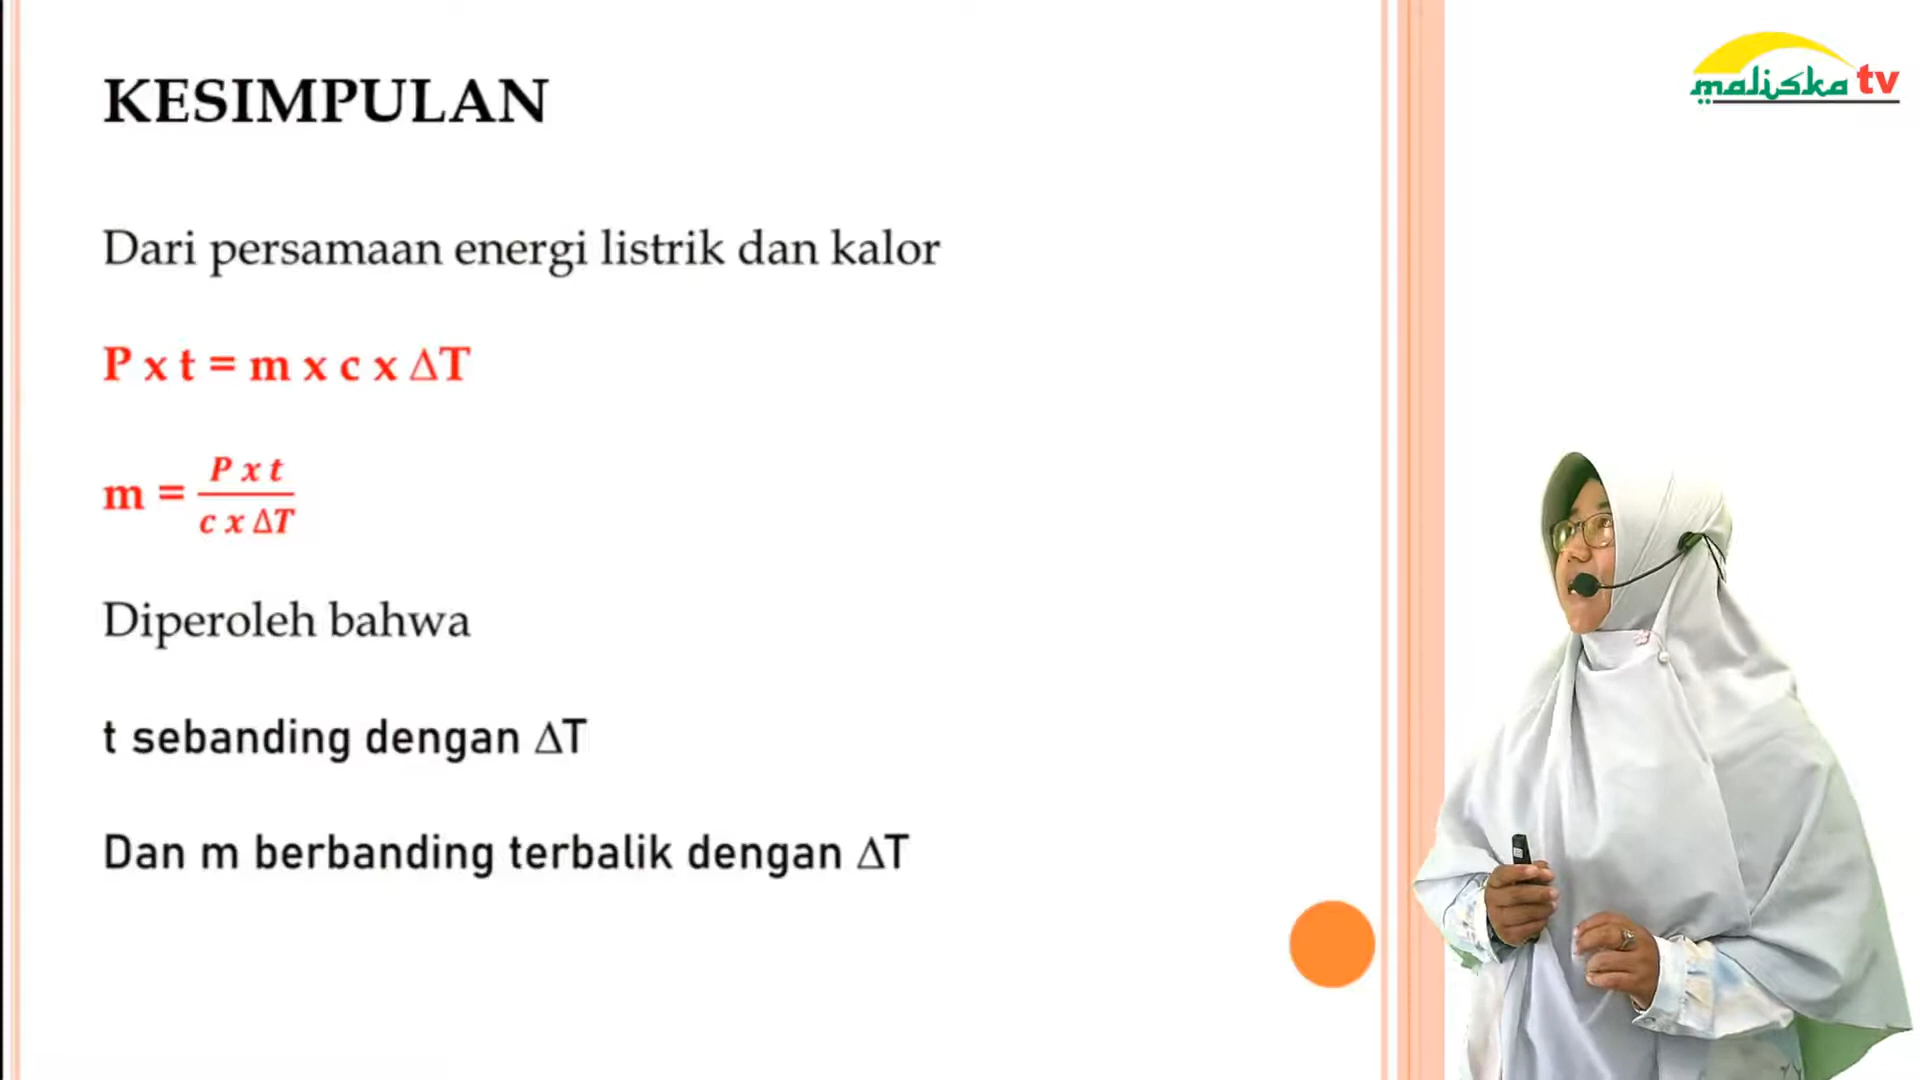 KESIMPULAN
maliska tv
Dari persamaan energi listrik dan kalor
P x t = m x c x ΔT
m = \frac{P x t}{c x ΔT}
Diperoleh bahwa
t sebanding dengan ΔT
Dan m berbanding terbalik dengan ΔT